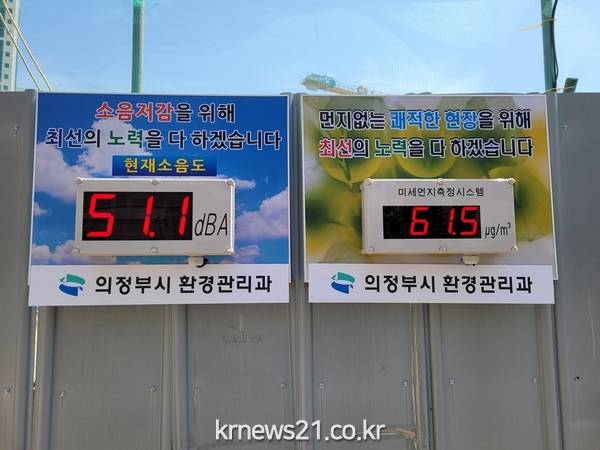 소음저감을 위해
최선의 노력을 다 하겠습니다
현재소음도
51.1 dBA
의정부시 환경관리과
먼지없는 쾌적한 현장을 위해
최선의 노력을 다 하겠습니다
미세먼지측정시스템
61.5 µg/m³
의정부시 환경관리과
krnews21.co.kr